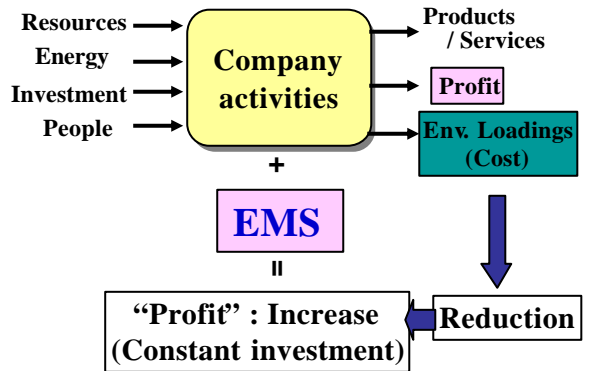 Resources
Energy
Investment
People
Company
activities
Products
/ Services
Profit
Env. Loadings
(Cost)
+
EMS
=
“Profit” : Increase
(Constant investment)
Reduction